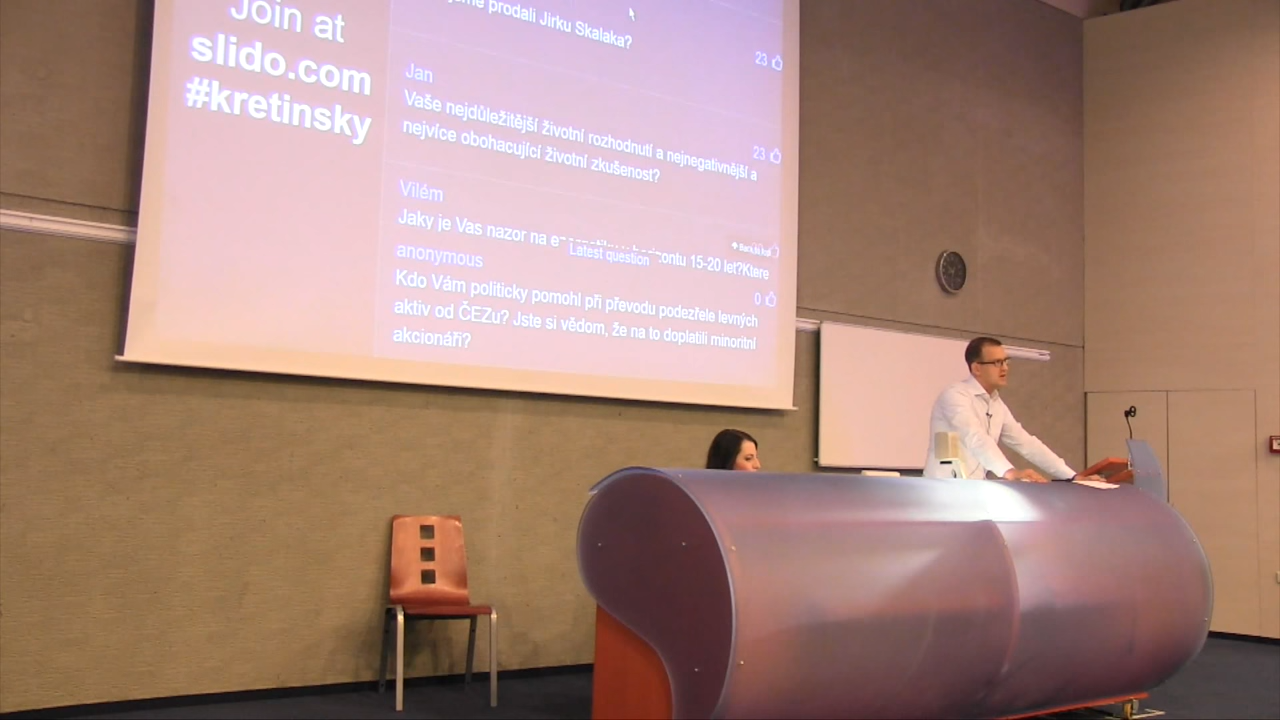 Join at
slido.com
#kretinsky
prodali Jirku Skalaka?
23
Jan
Vaše nejdůležitější životní rozhodnutí a nejnegativnější a
nejvíce obohacující životní zkušenost?
23
Vilém
Jaky je Vas nazor na 15-20 let?Ktere
Latest question
anonymous
0
Kdo Vám politicky pomohl při převodu podezřele levných
aktiv od ČEZu? Jste si vědom, že na to doplatili minoritní
akcionáři?